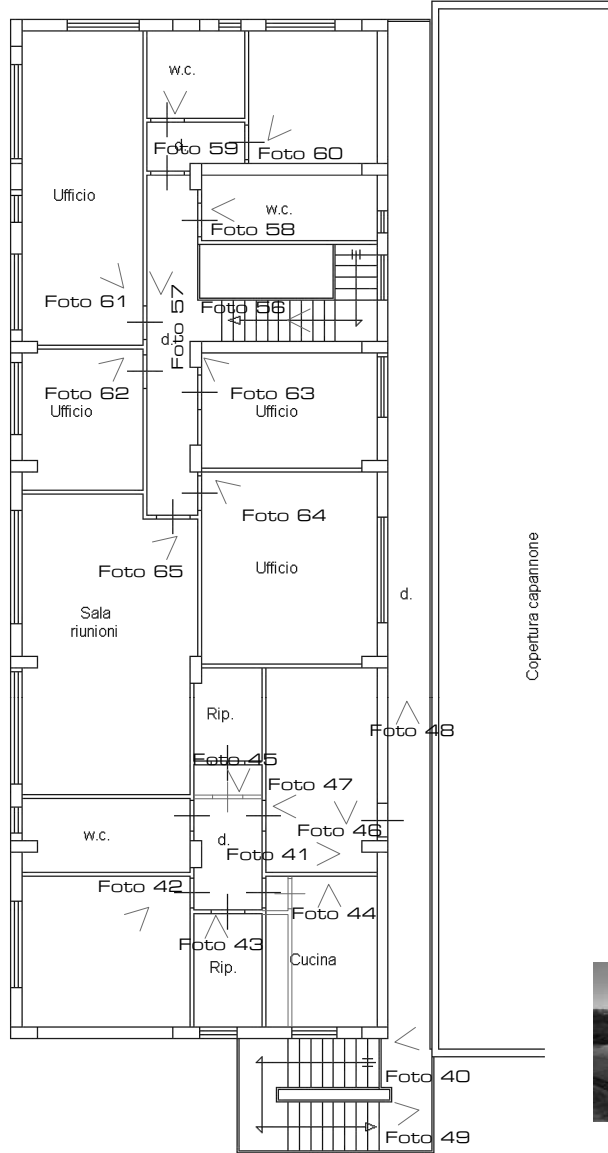 w.c.
d.
Foto 59
Foto 60
Ufficio
w.c.
Foto 58
Foto 61
Foto 57
Foto 56
d.
Foto 62
Ufficio
Foto 63
Ufficio
Foto 64
Foto 65
Ufficio
Sala
riunioni
d.
Copertura capannone
Rip.
Foto 48
Foto 45
Foto 47
Foto 46
w.c.
d.
Foto 41
Foto 42
Foto 44
Foto 43
Rip.
Cucina
Foto 40
Foto 49